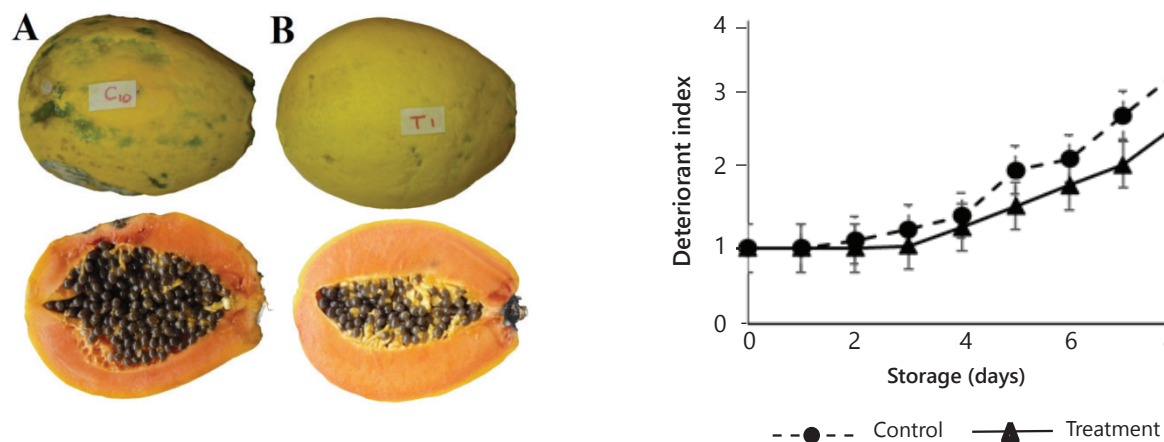 A
B
C10
T1
4
3
2
1
0
Deteriorant index
0 2 4 6
Storage (days)
Control Treatment